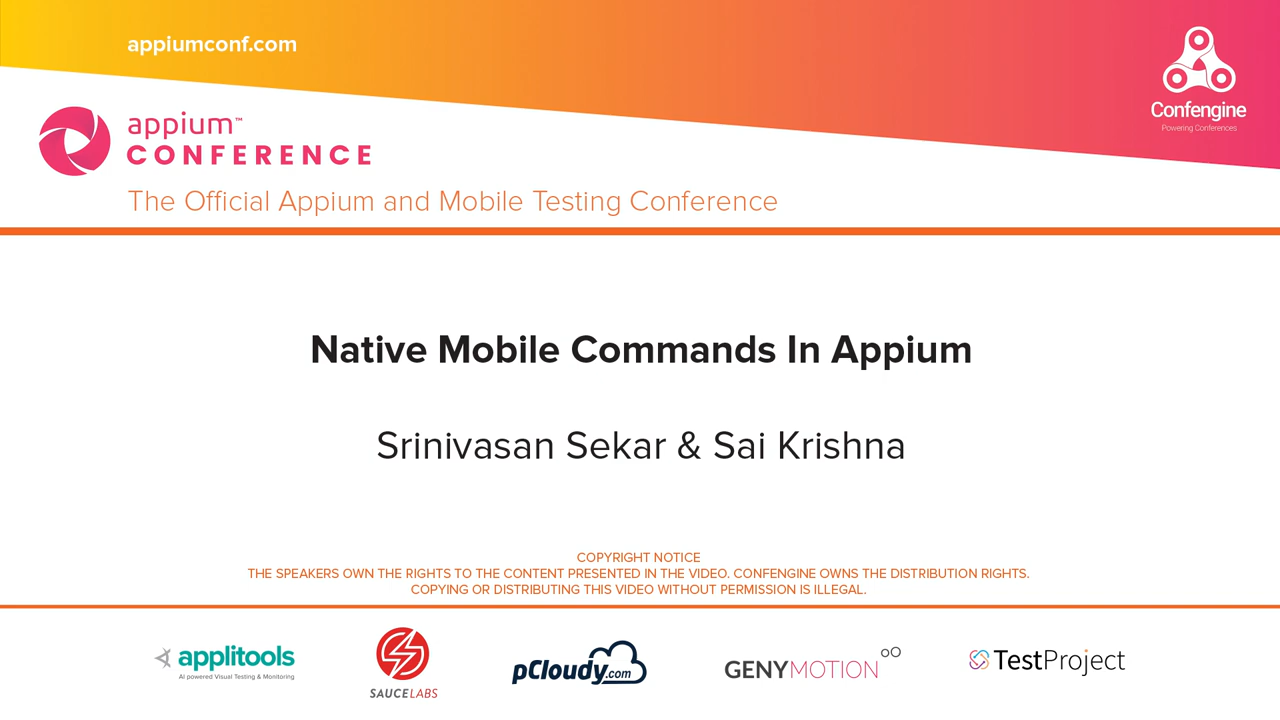 appiumconf.com
Confengine
Powering Conferences
appium™
CONFERENCE
The Official Appium and Mobile Testing Conference
Native Mobile Commands In Appium
Srinivasan Sekar & Sai Krishna
COPYRIGHT NOTICE
THE SPEAKERS OWN THE RIGHTS TO THE CONTENT PRESENTED IN THE VIDEO. CONFENGINE OWNS THE DISTRIBUTION RIGHTS.
COPYING OR DISTRIBUTING THIS VIDEO WITHOUT PERMISSION IS ILLEGAL.
applitools
AI powered Visual Testing & Monitoring
SAUCELABS
pCloudy.com
GENYMOTION
TestProject